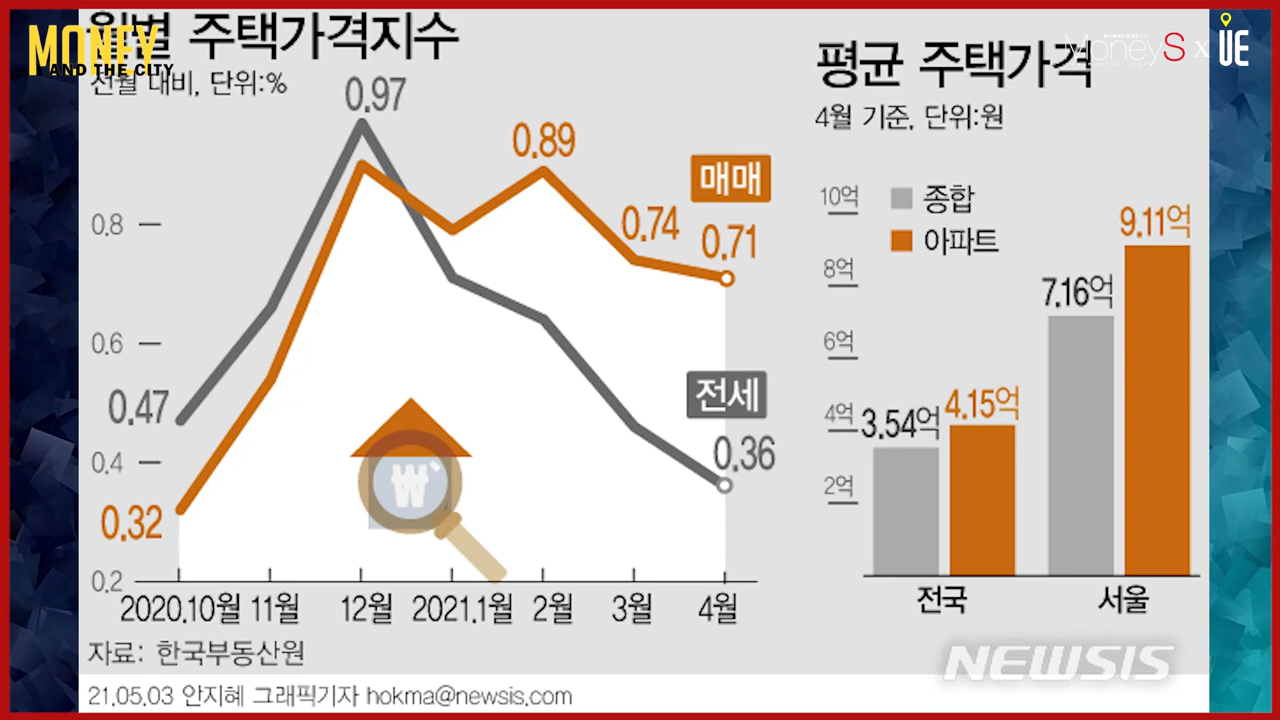 MONEY
AND THE CITY
월별 주택가격지수
전월 대비, 단위:%
MoneyS x UE
평균 주택가격
4월 기준, 단위:원
0.97
0.89
매매
0.74
0.71
0.8
0.6
0.47
전세
0.36
0.4
0.32
0.2
2020.10월 11월 12월 2021.1월 2월 3월 4월
₩
10억
8억
6억
4억
2억
종합
아파트
3.54억
4.15억
7.16억
9.11억
전국 서울
자료: 한국부동산원
NEWSIS
21.05.03 안지혜 그래픽기자 hokma@newsis.com